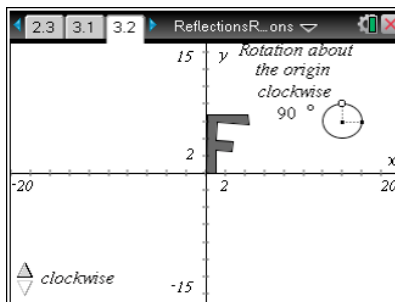 2.3 3.1 3.2 ReflectionsR...ons
15 y Rotation about
the origin
clockwise
90 °
2
x
-20 2 20
clockwise
-15